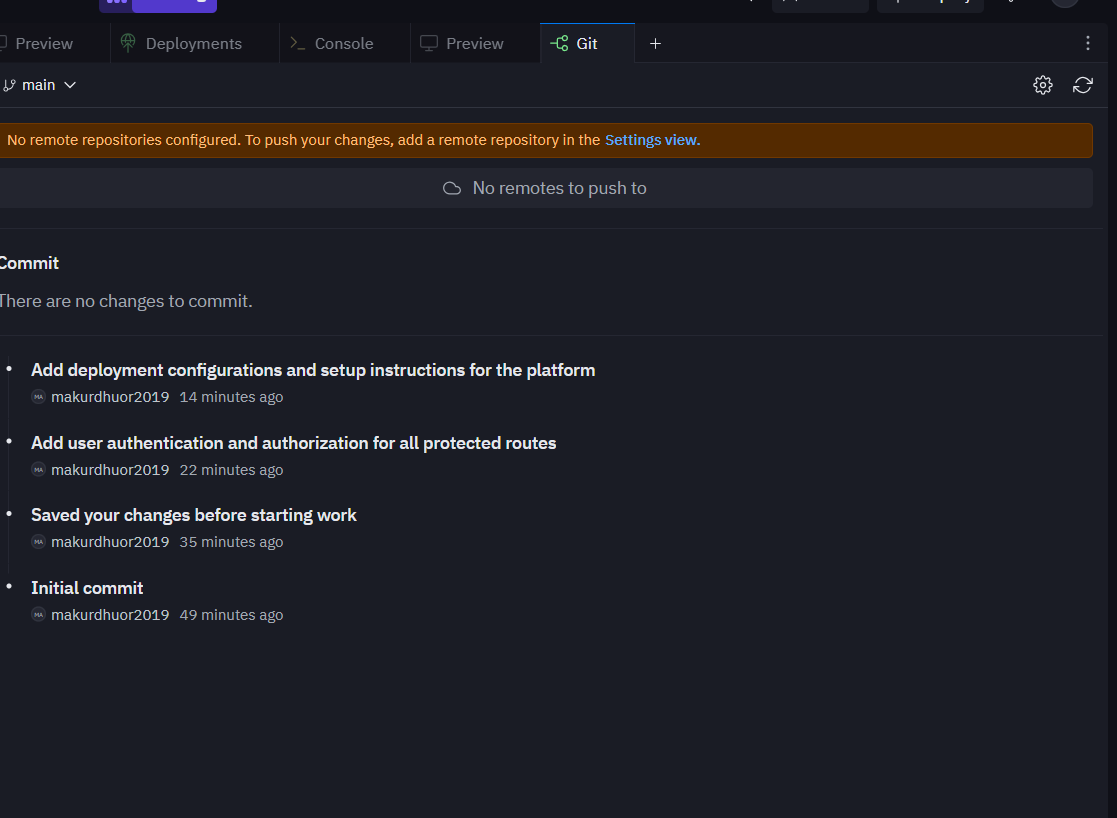 Preview
Deployments
Console
Preview
Git
main
No remote repositories configured. To push your changes, add a remote repository in the Settings view.
No remotes to push to
Commit
There are no changes to commit.
Add deployment configurations and setup instructions for the platform
MA makurdhuor2019 14 minutes ago
Add user authentication and authorization for all protected routes
MA makurdhuor2019 22 minutes ago
Saved your changes before starting work
MA makurdhuor2019 35 minutes ago
Initial commit
MA makurdhuor2019 49 minutes ago